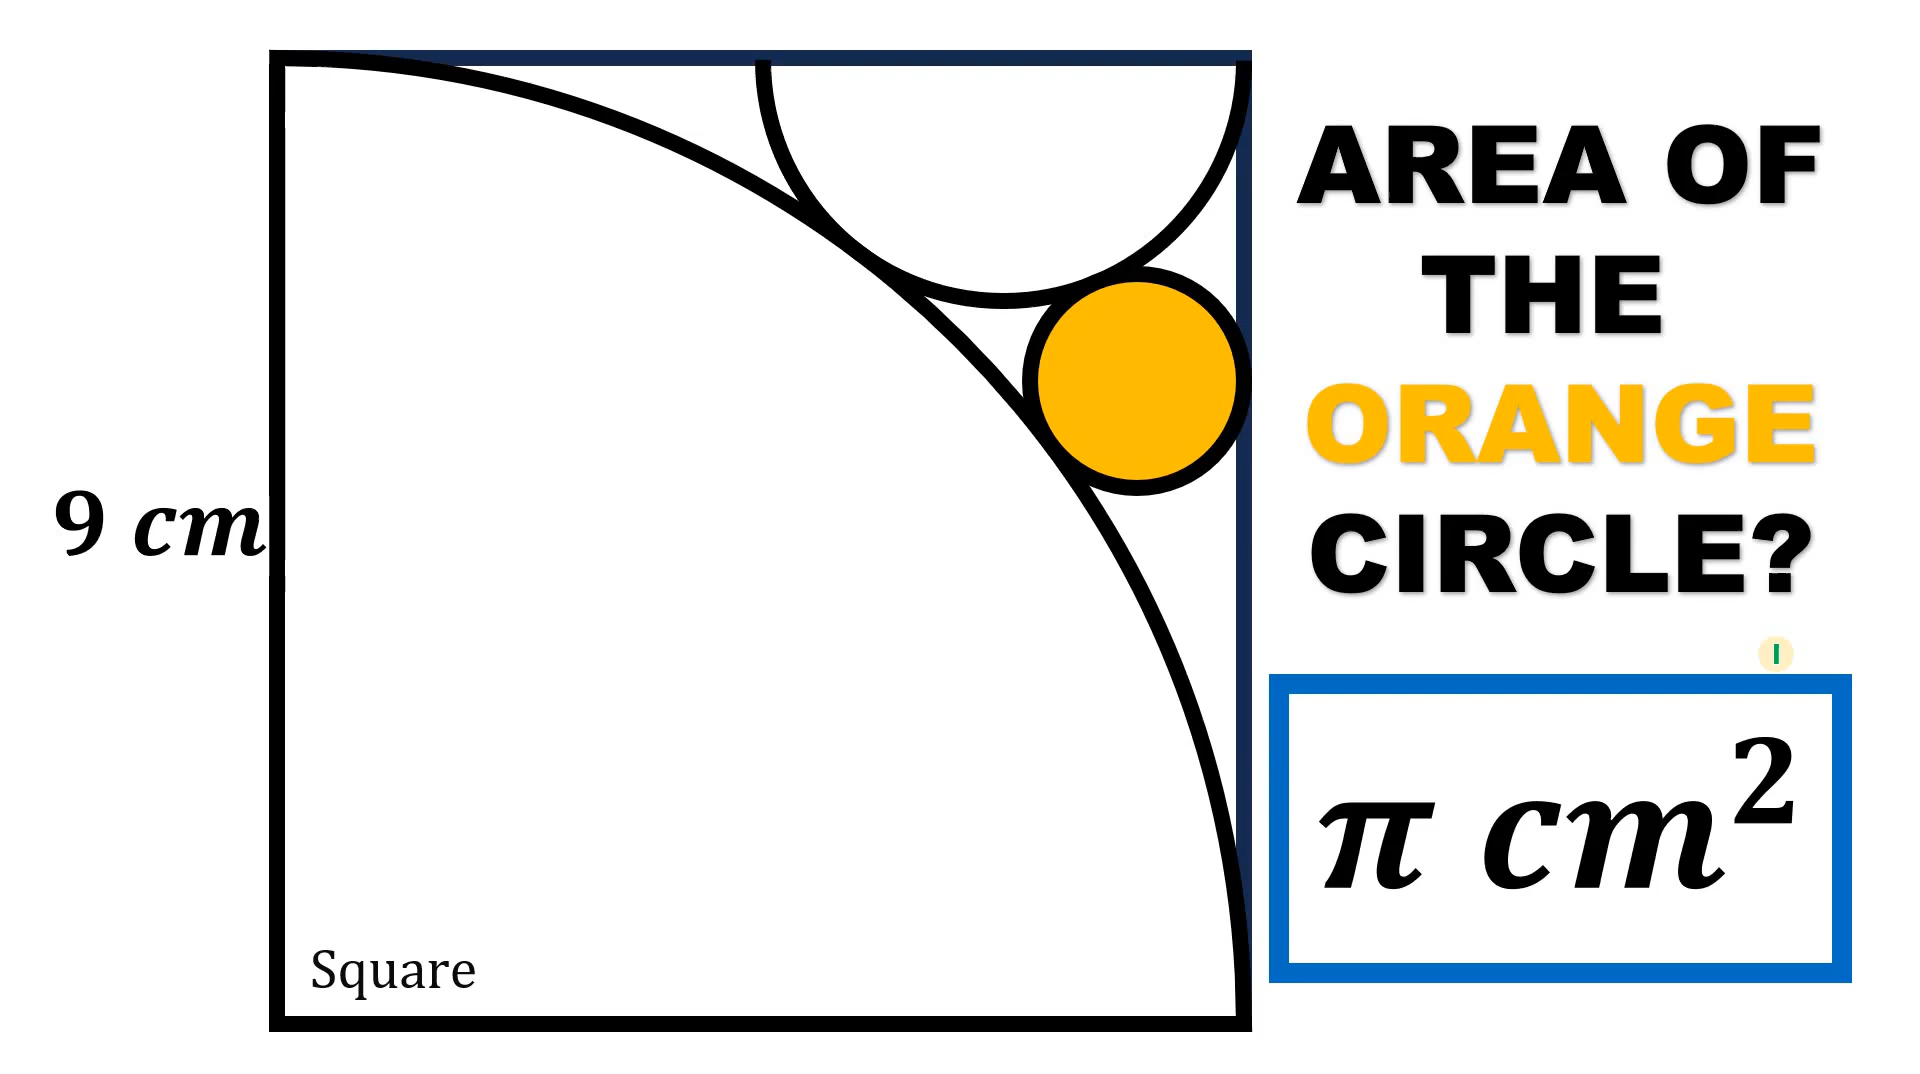 AREA OF
THE
ORANGE
CIRCLE?
9 cm
π cm²
Square